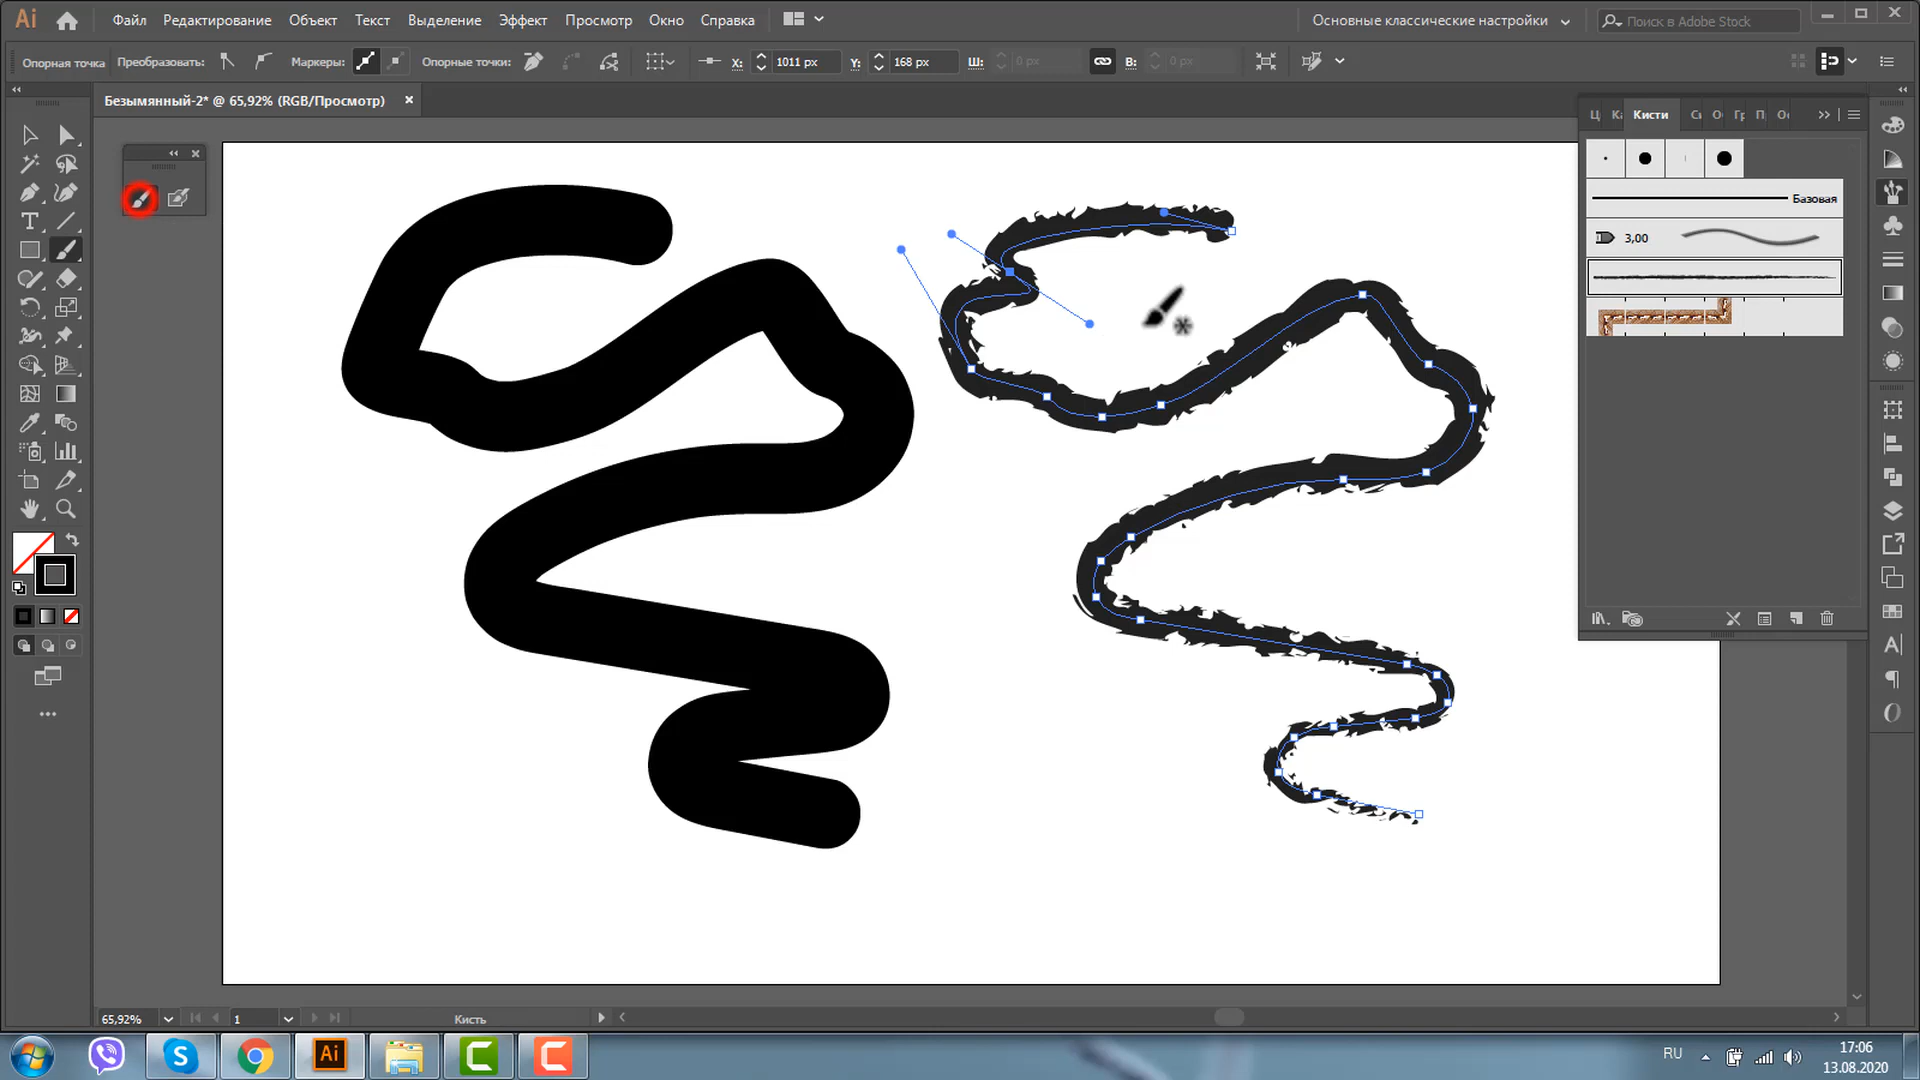 Ai Файл Редактирование Объект Текст Выделение Эффект Просмотр Окно Справка Основные классические настройки Поиск в Adobe Stock
Опорная точка Преобразовать: Маркеры: Опорные точки: X: 1011 px Y: 168 px Ш: 0 px В: 0 px
Безымянный-2* @ 65,92% (RGB/Просмотр)
Кисти
Базовая
3,00
65,92% 1 Кисть
RU 17:06
13.08.2020